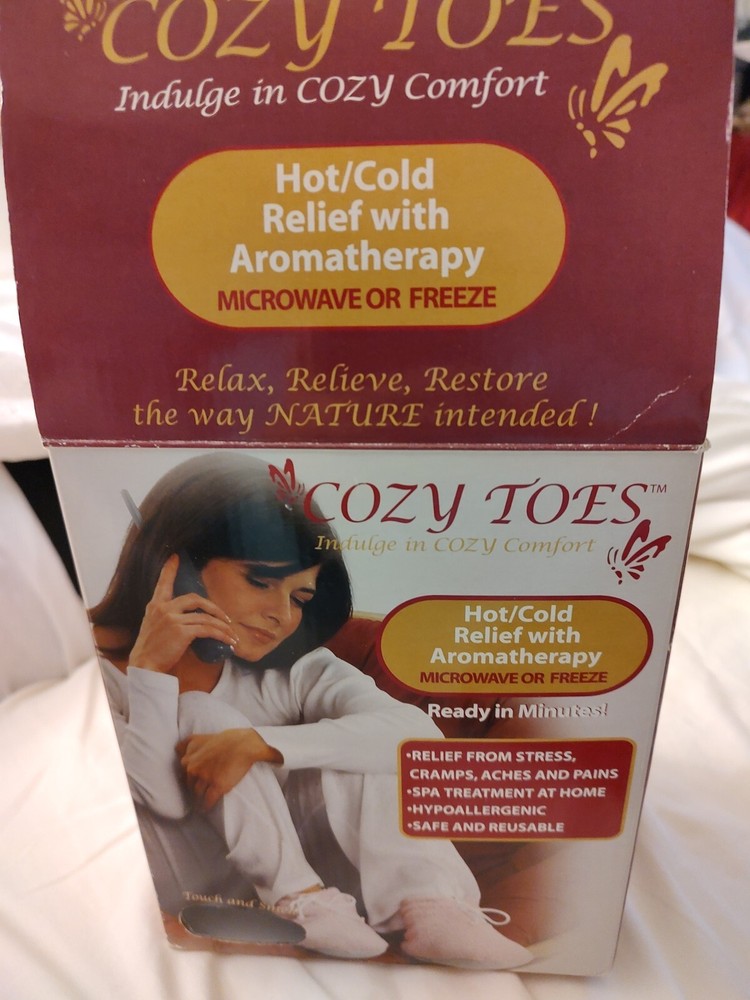 COZY TOES
Indulge in COZY Comfort
Hot/Cold
Relief with
Aromatherapy
MICROWAVE OR FREEZE
Relax, Relieve, Restore
the way NATURE intended!
COZY TOES™
Indulge in COZY Comfort
Hot/Cold
Relief with
Aromatherapy
MICROWAVE OR FREEZE
Ready in Minutes!
•RELIEF FROM STRESS,
CRAMPS, ACHES AND PAINS
•SPA TREATMENT AT HOME
•HYPOALLERGENIC
•SAFE AND REUSABLE
Touch and